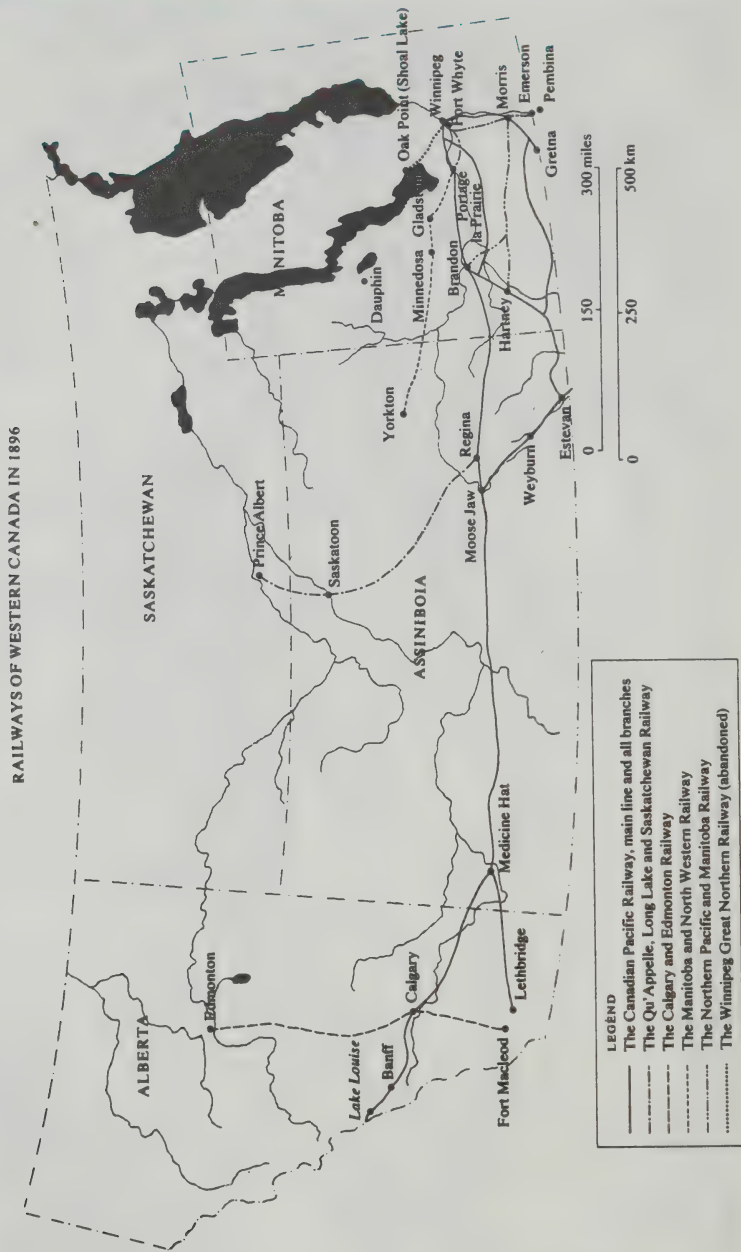 RAILWAYS OF WESTERN CANADA IN 1896
ALBERTA
SASKATCHEWAN
MANITOBA
ASSINIBOIA
Edmonton
Prince Albert
Saskatoon
Lake Louise
Banff
Calgary
Fort Macleod
Lethbridge
Medicine Hat
Moose Jaw
Regina
Weyburn
Estevan
Yorkton
Dauphin
Minnedosa
Gladstone
Oak Point (Shoal Lake)
Winnipeg
Fort Whyte
Portage
la Prairie
Brandon
Hartney
Morris
Emerson
Gretna
Pembina
0
150
300 miles
0
250
500 km
LEGEND
The Canadian Pacific Railway, main line and all branches
The Qu'Appelle, Long Lake and Saskatchewan Railway
The Calgary and Edmonton Railway
The Manitoba and North Western Railway
The Northern Pacific and Manitoba Railway
The Winnipeg Great Northern Railway (abandoned)